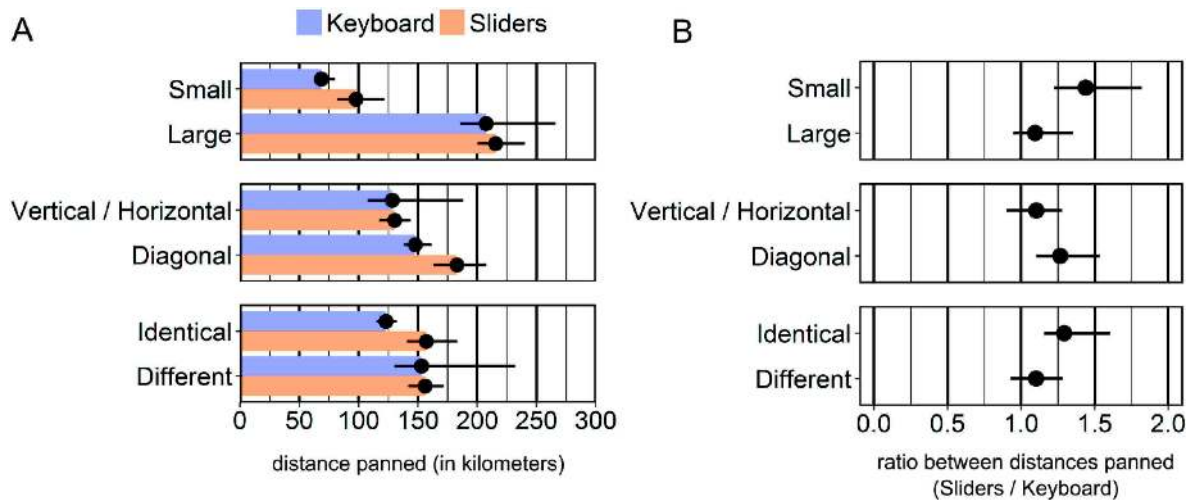 A
Keyboard Sliders
Small
Large
Vertical / Horizontal
Diagonal
Identical
Different
0 50 100 150 200 250 300
distance panned (in kilometers)
B
Small
Large
Vertical / Horizontal
Diagonal
Identical
Different
0.0 0.5 1.0 1.5 2.0
ratio between distances panned
(Sliders / Keyboard)